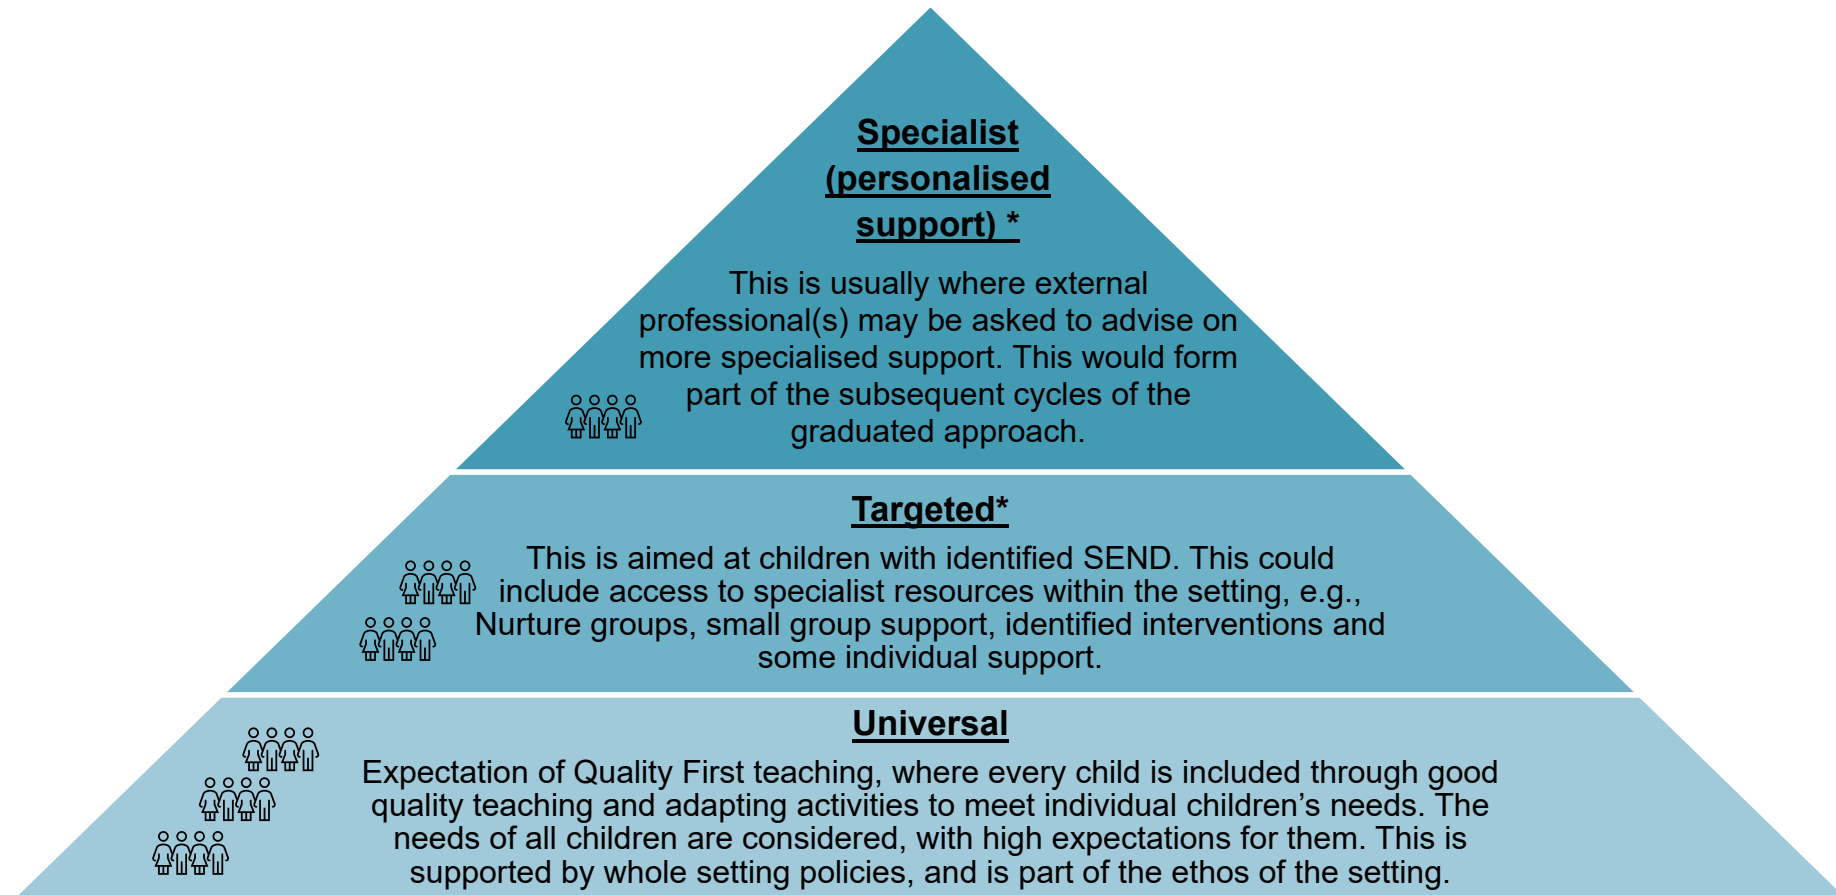 Specialist
(personalised
support) *
This is usually where external
professional(s) may be asked to advise on
more specialised support. This would form
part of the subsequent cycles of the
graduated approach.
Targeted*
This is aimed at children with identified SEND. This could
include access to specialist resources within the setting, e.g.,
Nurture groups, small group support, identified interventions and
some individual support.
Universal
Expectation of Quality First teaching, where every child is included through good
quality teaching and adapting activities to meet individual children’s needs. The
needs of all children are considered, with high expectations for them. This is
supported by whole setting policies, and is part of the ethos of the setting.